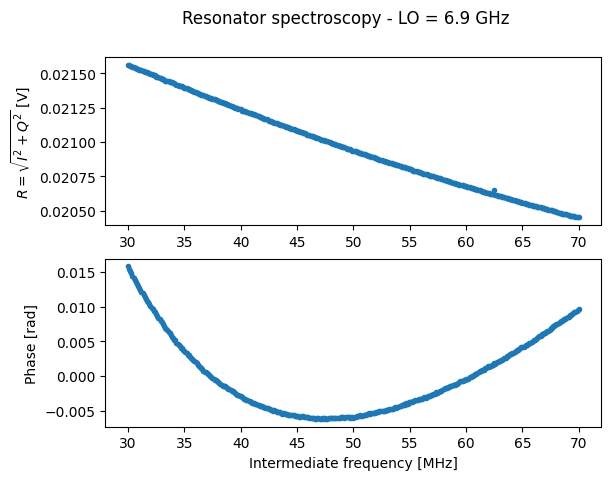 Resonator spectroscopy - LO = 6.9 GHz
R = √I² + Q² [V]
0.02150
0.02125
0.02100
0.02075
0.02050
30 35 40 45 50 55 60 65 70
Phase [rad]
0.015
0.010
0.005
0.000
−0.005
30 35 40 45 50 55 60 65 70
Intermediate frequency [MHz]